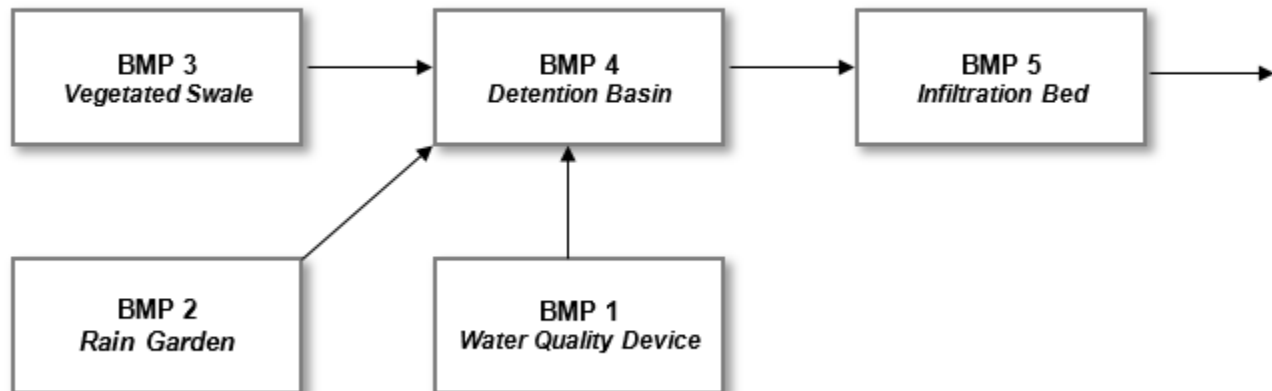 BMP 3
Vegetated Swale
BMP 4
Detention Basin
BMP 5
Infiltration Bed
BMP 2
Rain Garden
BMP 1
Water Quality Device